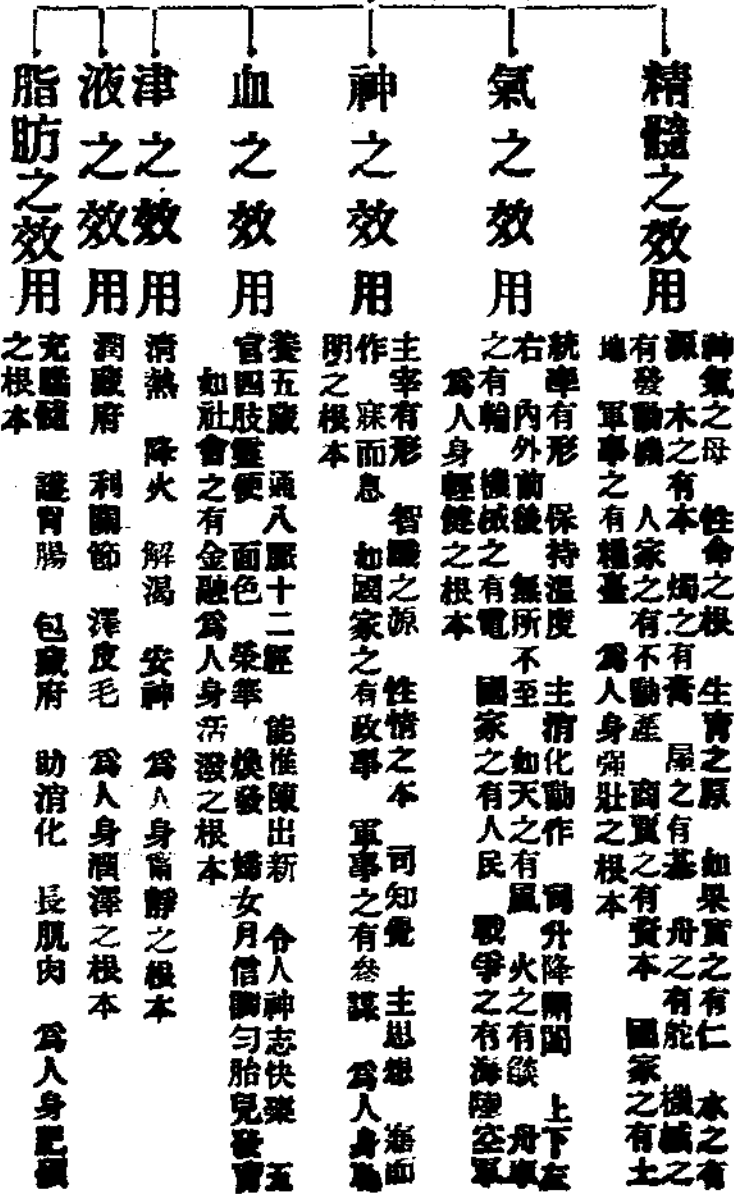 精髓之效用
神氣之母 性命之根 生育之原 如果實之有仁 水之有
源 木之有本 燭之有膏 屋之有基 舟之有舵 機械之
有發動機 人家之有不動產 商賈之有資本 國家之有土
地 軍事之有糧臺 爲人身強壯之根本
氣之效用
統率有形 保持溫度 主消化動作 司升降開闔 上下左
右 內外前後 無所不至 如天之有風 火之有燄 舟車
之有輪 機械之有電 國家之有人民 戰爭之有海陸空軍
爲人身輕健之根本
神之效用
主宰有形 智識之源 性情之本 司知覺 主思想 寤而
作 寐而息 如國家之有政事 軍事之有參謀 爲人身聰
明之根本
血之效用
養五臟 通八脈十二經 能推陳出新 令人神志快樂 五
官四肢靈便 面色榮華 煥發 婦女月信調勻胎兒發育
如社會之有金融爲人身活潑之根本
津之效用
清熱 降火 解渴 安神 爲人身甯靜之根本
液之效用
潤臟府 利關節 澤皮毛 爲人身潤澤之根本
脂肪之效用
充腦髓 護胃腸 包臟府 助消化 長肌肉 爲人身肥
之根本